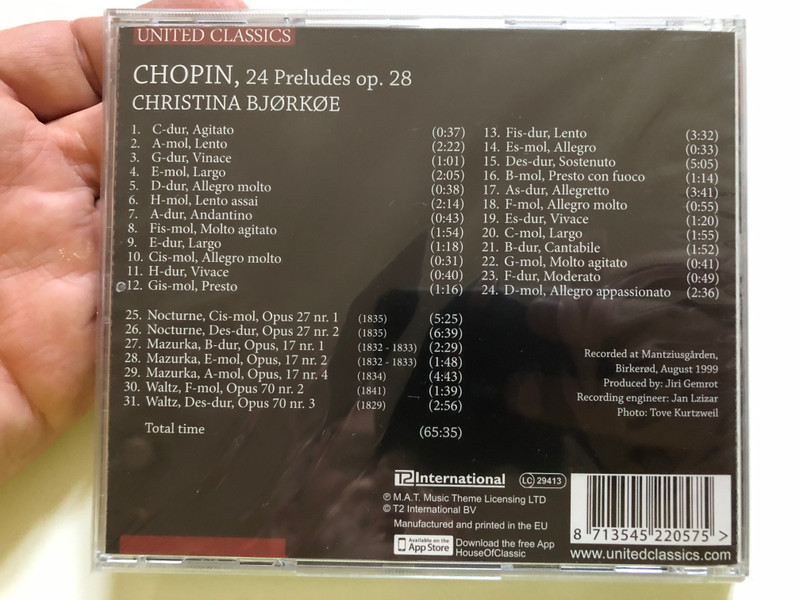 UNITED CLASSICS
CHOPIN, 24 Preludes op. 28
CHRISTINA BJØRKØE
1. C-dur, Agitato (0:37)
2. A-mol, Lento (2:22)
3. G-dur, Vinace (1:01)
4. E-mol, Largo (2:05)
5. D-dur, Allegro molto (0:38)
6. H-mol, Lento assai (2:14)
7. A-dur, Andantino (0:43)
8. Fis-mol, Molto agitato (1:54)
9. E-dur, Largo (1:18)
10. Cis-mol, Allegro molto (0:31)
11. H-dur, Vivace (0:40)
12. Gis-mol, Presto (1:16)
13. Fis-dur, Lento (3:32)
14. Es-mol, Allegro (0:33)
15. Des-dur, Sostenuto (5:05)
16. B-mol, Presto con fuoco (1:14)
17. As-dur, Allegretto (3:41)
18. F-mol, Allegro molto (0:55)
19. Es-dur, Vivace (1:20)
20. C-mol, Largo (1:55)
21. B-dur, Cantabile (1:52)
22. G-mol, Molto agitato (0:41)
23. F-dur, Moderato (0:49)
24. D-mol, Allegro appassionato (2:36)
25. Nocturne, Cis-mol, Opus 27 nr. 1 (1835) (5:25)
26. Nocturne, Des-dur, Opus 27 nr. 2 (1835) (6:39)
27. Mazurka, B-dur, Opus, 17 nr. 1 (1832 - 1833) (2:29)
28. Mazurka, E-mol, Opus, 17 nr. 2 (1832 - 1833) (1:48)
29. Mazurka, A-mol, Opus, 17 nr. 4 (1834) (4:43)
30. Waltz, F-mol, Opus 70 nr. 2 (1841) (1:39)
31. Waltz, Des-dur, Opus 70 nr. 3 (1829) (2:56)
Total time (65:35)
Recorded at Mantziusgården,
Birkerød, August 1999
Produced by: Jiri Gemrot
Recording engineer: Jan Lzizar
Photo: Tove Kurtzweil
T2 International LC 29413
℗ M.A.T. Music Theme Licensing LTD
© T2 International BV
Manufactured and printed in the EU
Available on the App Store
Download the free App
HouseOfClassic
8 713545 220575 >
www.unitedclassics.com